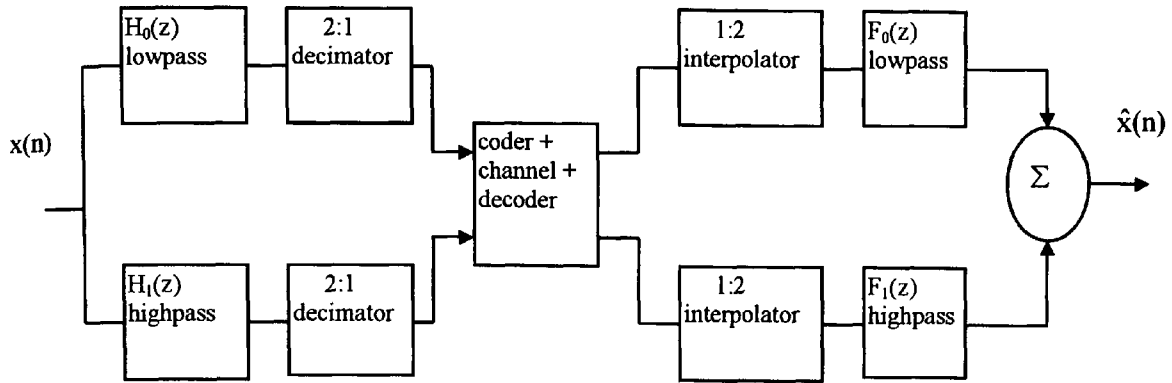 H₀(z)
lowpass
2:1
decimator
1:2
interpolator
F₀(z)
lowpass
x(n)
coder +
channel +
decoder
Σ
x̂(n)
H₁(z)
highpass
2:1
decimator
1:2
interpolator
F₁(z)
highpass